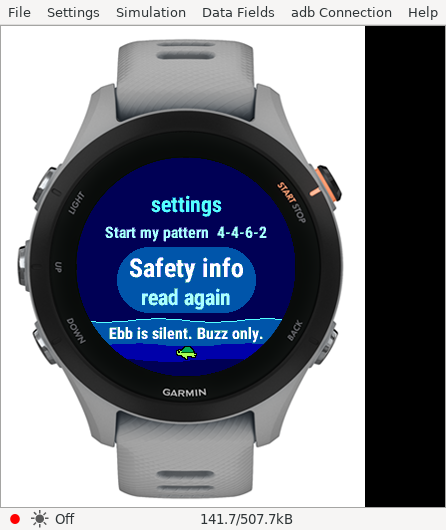 File Settings Simulation Data Fields adb Connection Help
LIGHT
START STOP
UP
DOWN
BACK
settings
Start my pattern 4-4-6-2
Safety info
read again
Ebb is silent. Buzz only.
GARMIN
Off 141.7/507.7kB